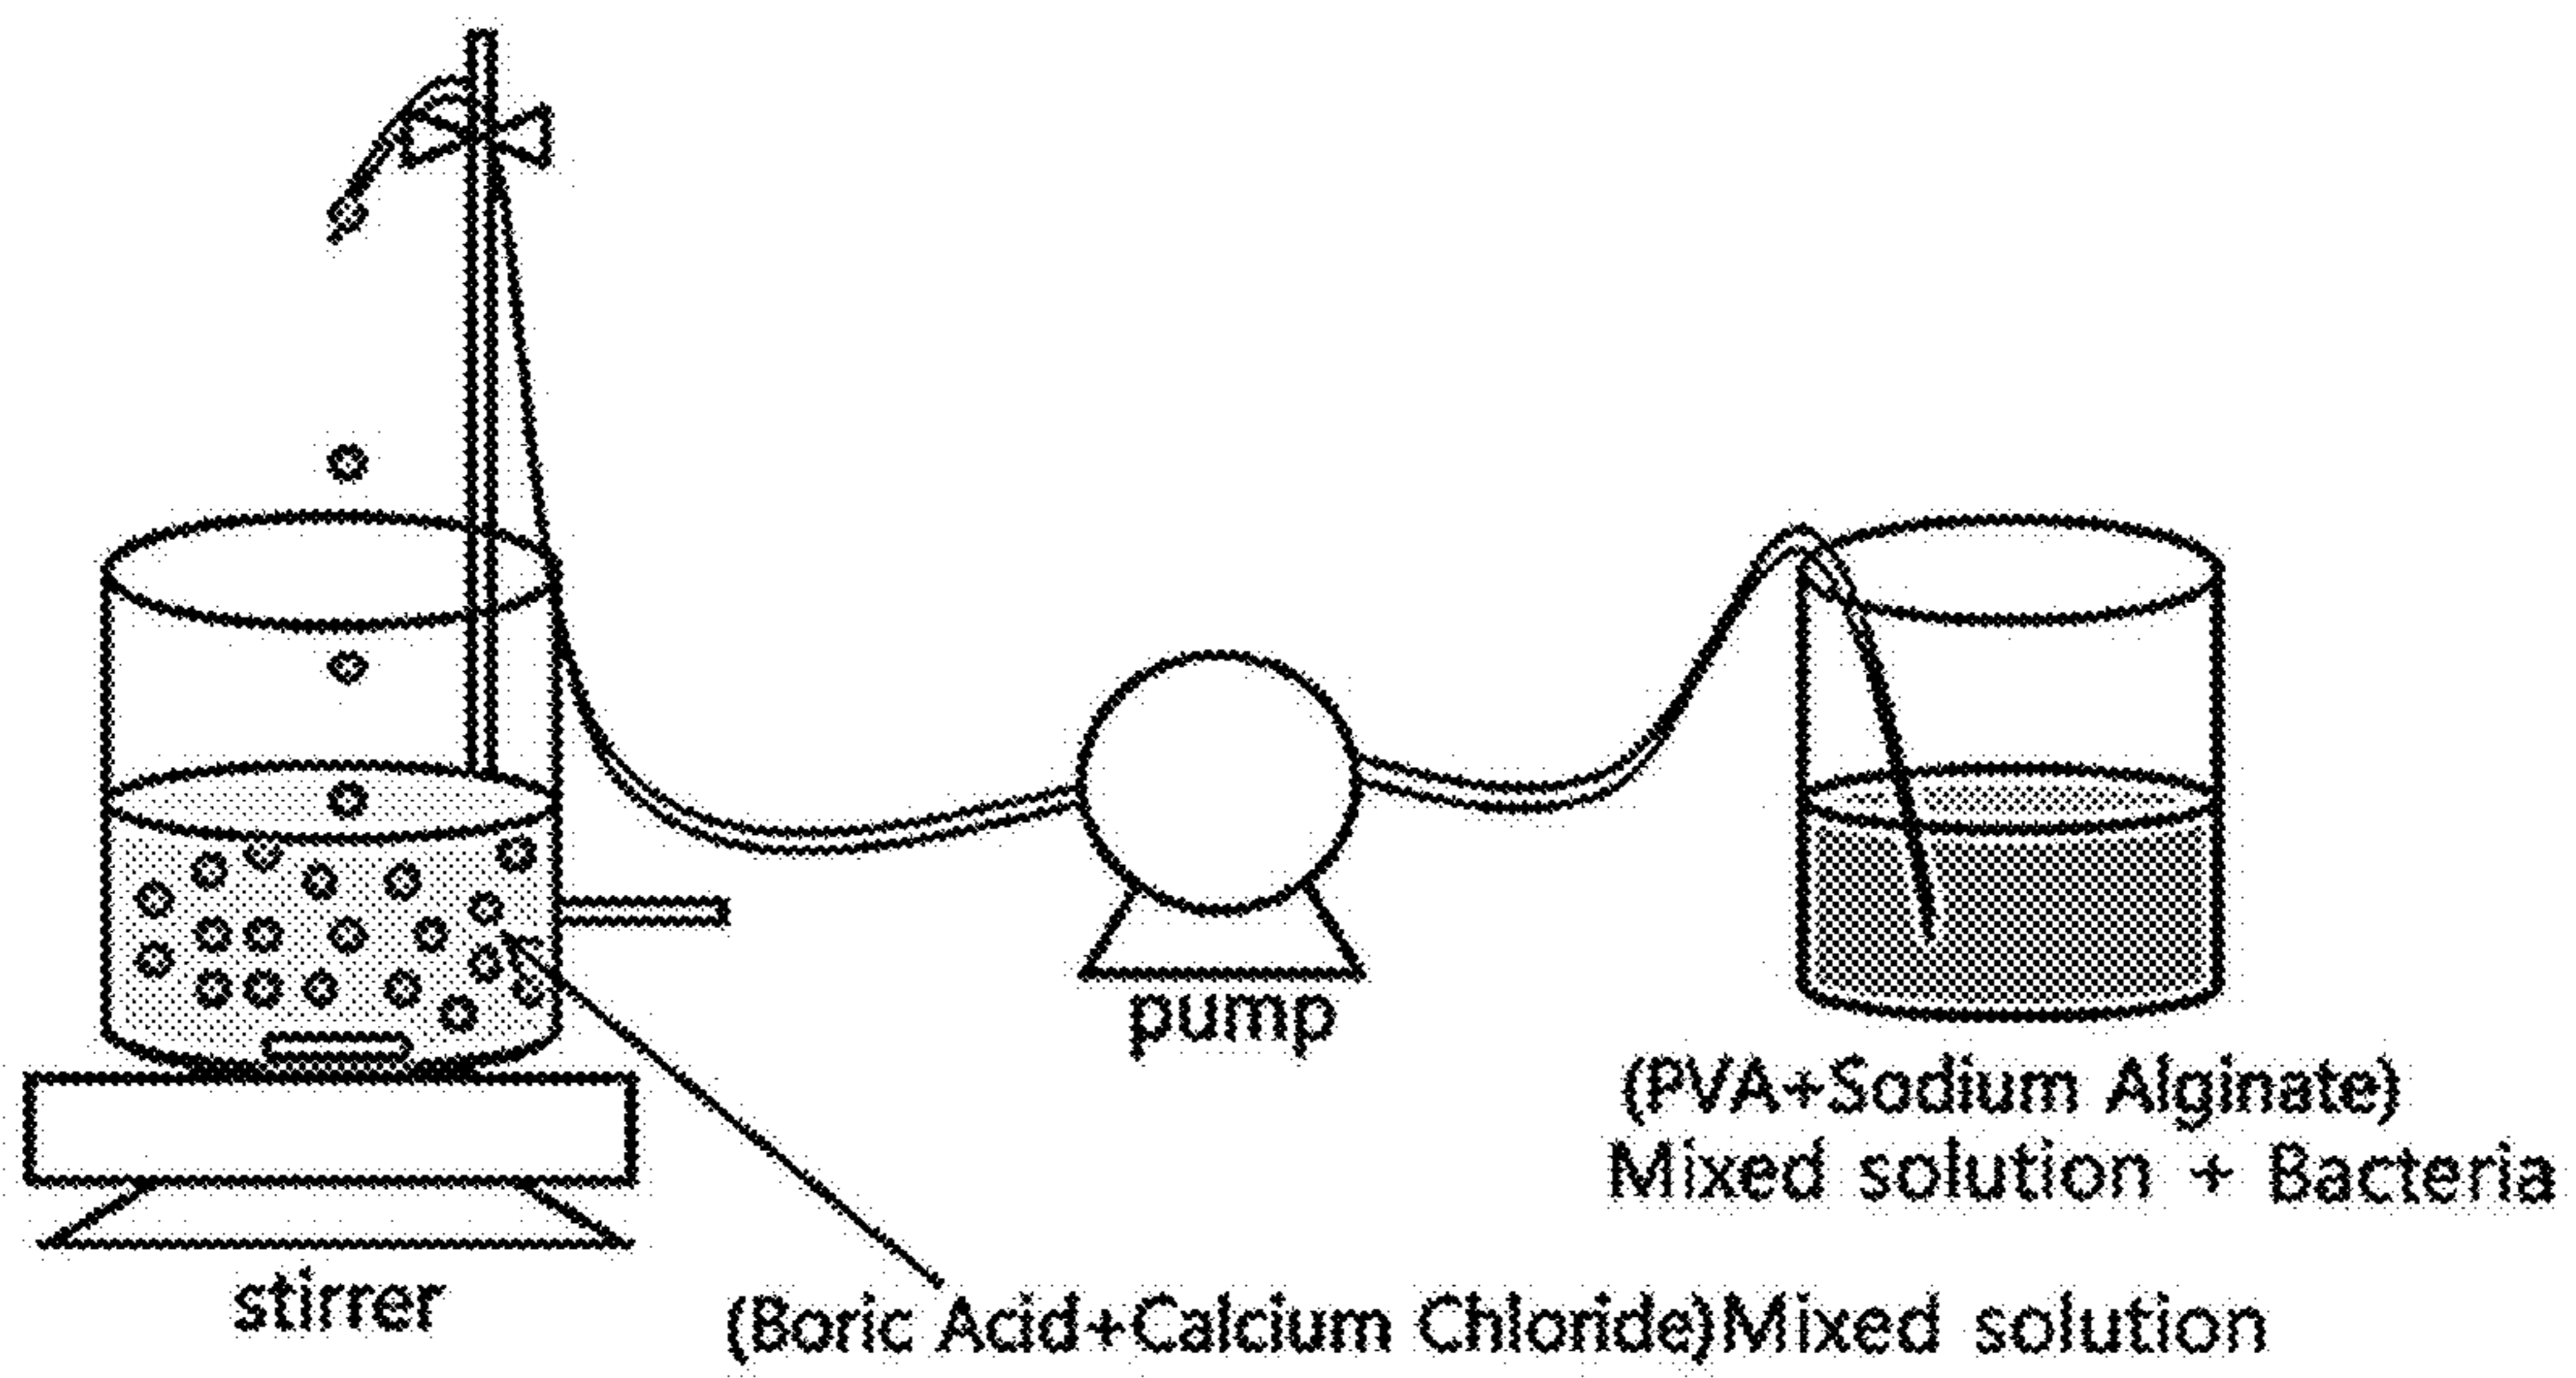 pump
(PVA+Sodium Alginate)
Mixed solution + Bacteria
stirrer
(Boric Acid+Calcium Chloride)Mixed solution